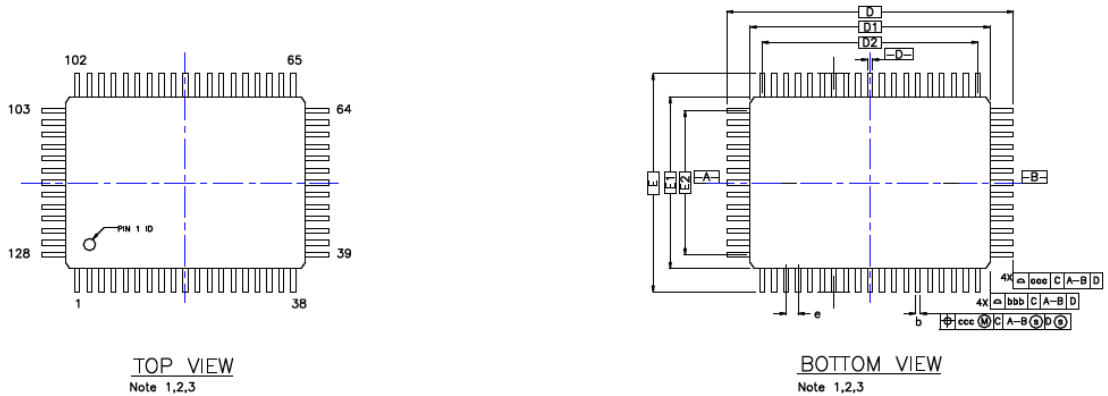 102
65
103
64
PIN 1 ID
128
39
1
38
TOP VIEW
Note 1,2,3
D
D1
D2
-D-
E
E1
E2
-A-
-B-
e
b
4X ⌓ ccc C A-B D
4X ⌓ bbb C A-B D
⌖ ccc Ⓜ C A-B Ⓢ D Ⓢ
BOTTOM VIEW
Note 1,2,3